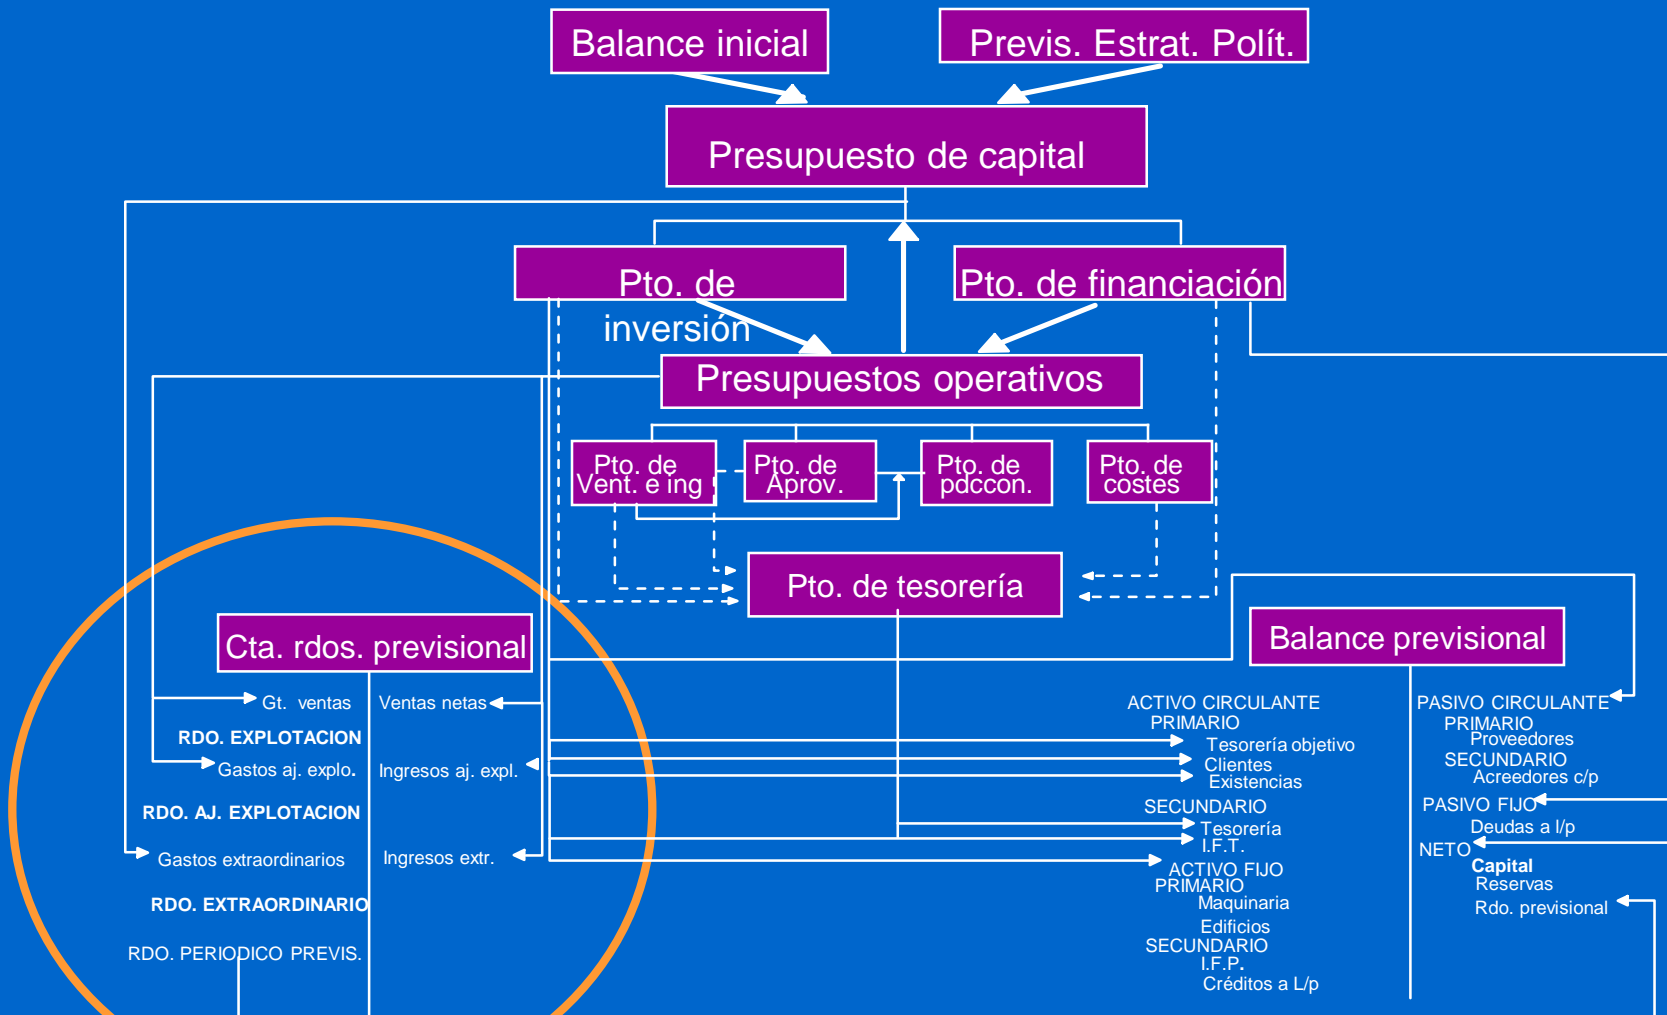 Balance inicial
Previs. Estrat. Polít.
Presupuesto de capital
Pto. de
inversión
Pto. de financiación
Presupuestos operativos
Pto. de
Vent. e ing
Pto. de
Aprov.
Pto. de
pdccon.
Pto. de
costes
Pto. de tesorería
Cta. rdos. previsional
Gt. ventas
Ventas netas
RDO. EXPLOTACION
Gastos aj. explo.
Ingresos aj. expl.
RDO. AJ. EXPLOTACION
Gastos extraordinarios
Ingresos extr.
RDO. EXTRAORDINARIO
RDO. PERIODICO PREVIS.
Balance previsional
ACTIVO CIRCULANTE
PRIMARIO
Tesorería objetivo
Clientes
Existencias
SECUNDARIO
Tesorería
I.F.T.
ACTIVO FIJO
PRIMARIO
Maquinaria
Edificios
SECUNDARIO
I.F.P.
Créditos a L/p
PASIVO CIRCULANTE
PRIMARIO
Proveedores
SECUNDARIO
Acreedores c/p
PASIVO FIJO
Deudas a l/p
NETO
Capital
Reservas
Rdo. previsional